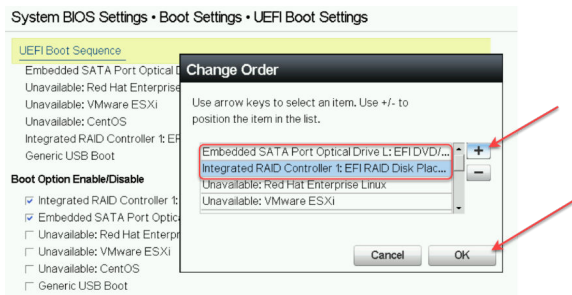 System BIOS Settings • Boot Settings • UEFI Boot Settings
UEFI Boot Sequence
Embedded SATA Port Optical
Unavailable: Red Hat Enterprise
Unavailable: VMware ESXi
Unavailable: CentOS
Integrated RAID Controller 1:
Generic USB Boot
Boot Option Enable/Disable
Integrated RAID Controller 1:
Embedded SATA Port
Unavailable: Red Hat
Unavailable: VMware ESXi
Unavailable: CentOS
Generic USB Boot
Change Order
Use arrow keys to select an item. Use +/- to
position the item in the list.
Embedded SATA Port Optical Drive L: EFI DVD/...
Integrated RAID Controller 1: EFI RAID Disk Plac...
Unavailable: Red Hat Enterprise Linux
Unavailable: VMware ESXi
+
–
Cancel
OK